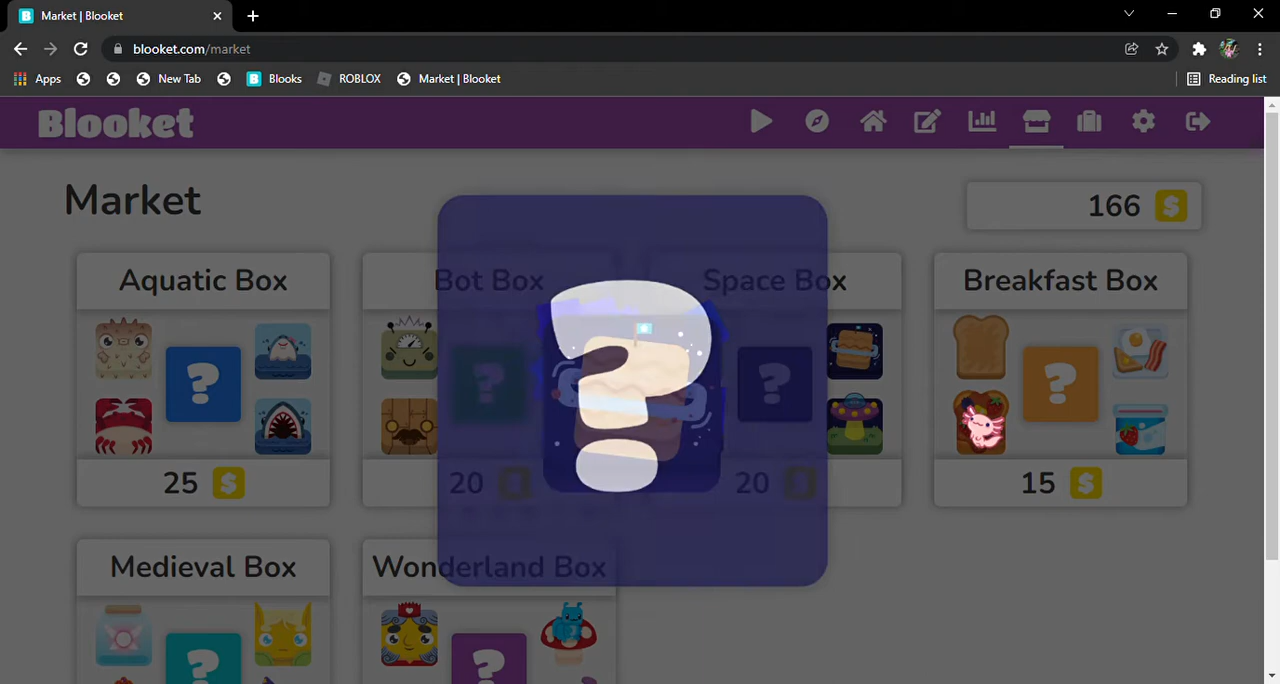 Market | Blooket
blooket.com/market
Apps New Tab Blooks ROBLOX Market | Blooket Reading list
Blooket
Market 166 $
Aquatic Box Bot Box Space Box Breakfast Box
? ? ? ?
?
25 $ 20 $ 20 $ 15 $
Medieval Box Wonderland Box
? ?